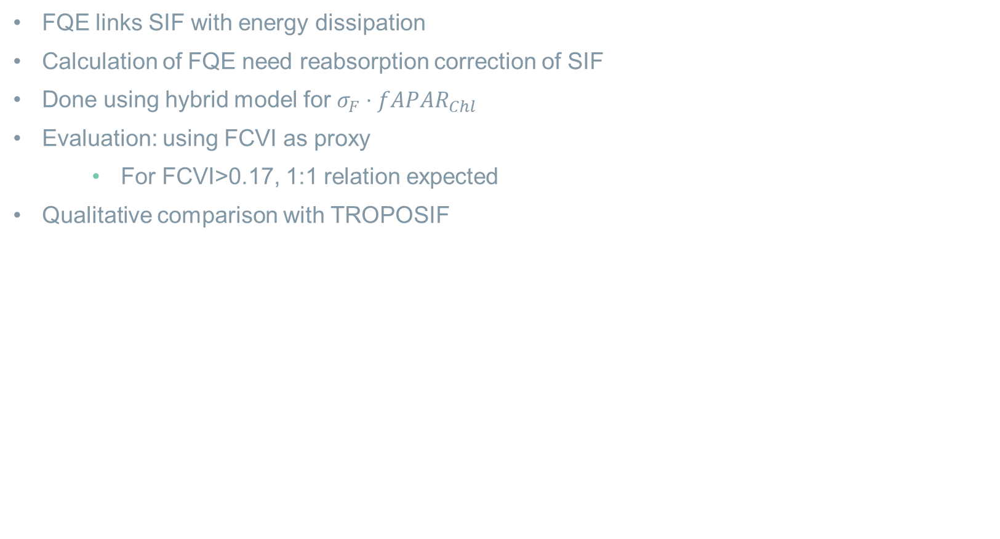 • FQE links SIF with energy dissipation
• Calculation of FQE need reabsorption correction of SIF
• Done using hybrid model for $\sigma_F \cdot fAPAR_{Chl}$
• Evaluation: using FCVI as proxy
• For FCVI>0.17, 1:1 relation expected
• Qualitative comparison with TROPOSIF